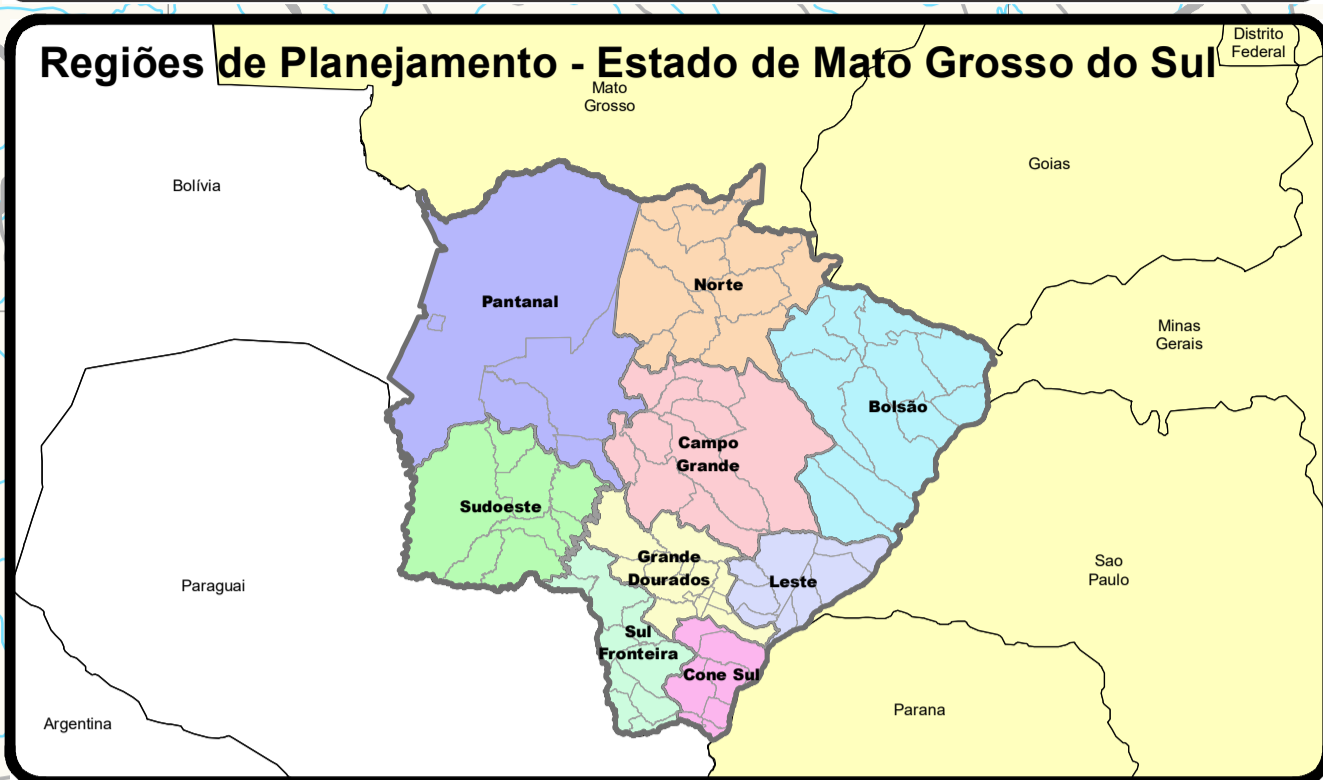 Regiões de Planejamento - Estado de Mato Grosso do Sul
Distrito
Federal
Mato
Grosso
Goias
Bolívia
Norte
Pantanal
Minas
Gerais
Bolsão
Campo
Grande
Sudoeste
Grande
Dourados
Leste
Sao
Paulo
Paraguai
Sul
Fronteira
Cone Sul
Parana
Argentina